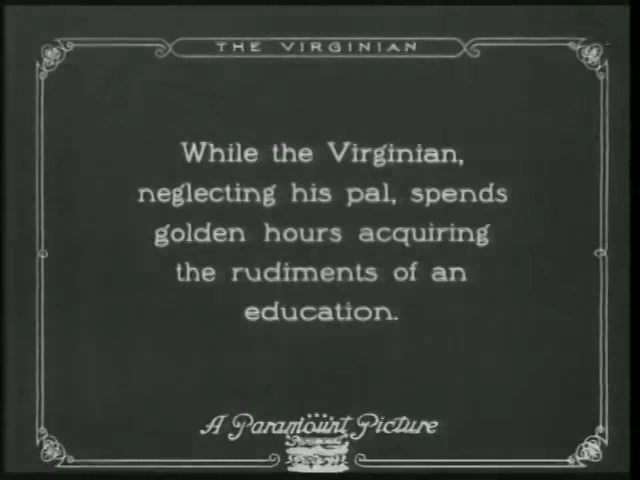 THE VIRGINIAN
While the Virginian,
neglecting his pal, spends
golden hours acquiring
the rudiments of an
education.
A Paramount Picture